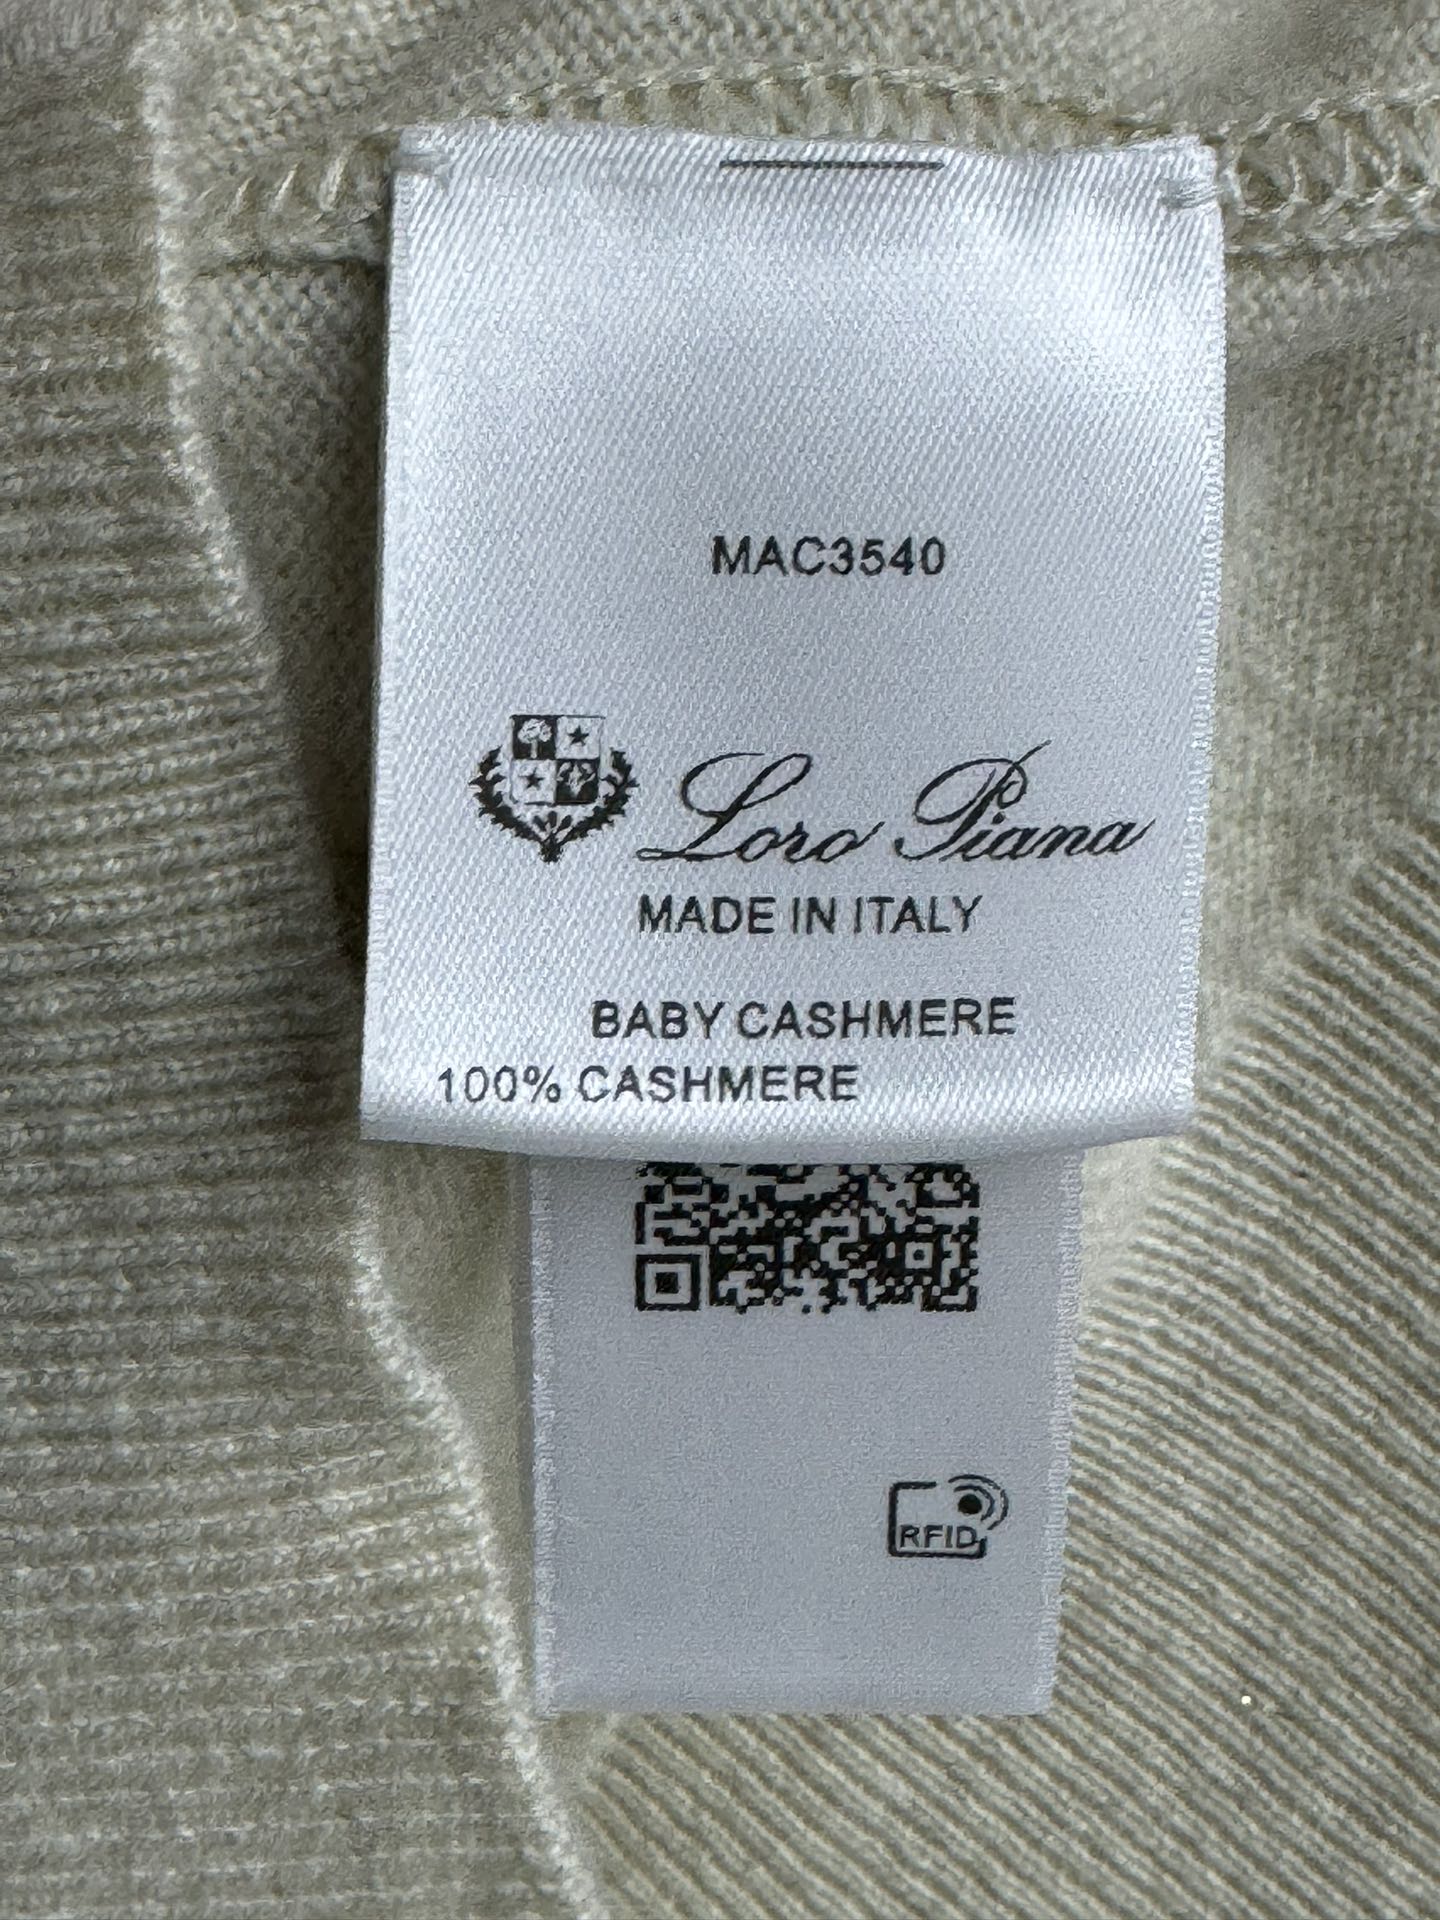 MAC3540
Loro Piana
MADE IN ITALY
BABY CASHMERE
100% CASHMERE
RFID